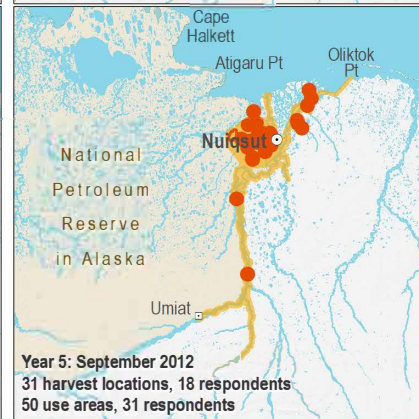 Cape
Halkett
Atigaru Pt
Oliktok
Pt
Nuiqsut
National
Petroleum
Reserve
in Alaska
Umiat
Year 5: September 2012
31 harvest locations, 18 respondents
50 use areas, 31 respondents